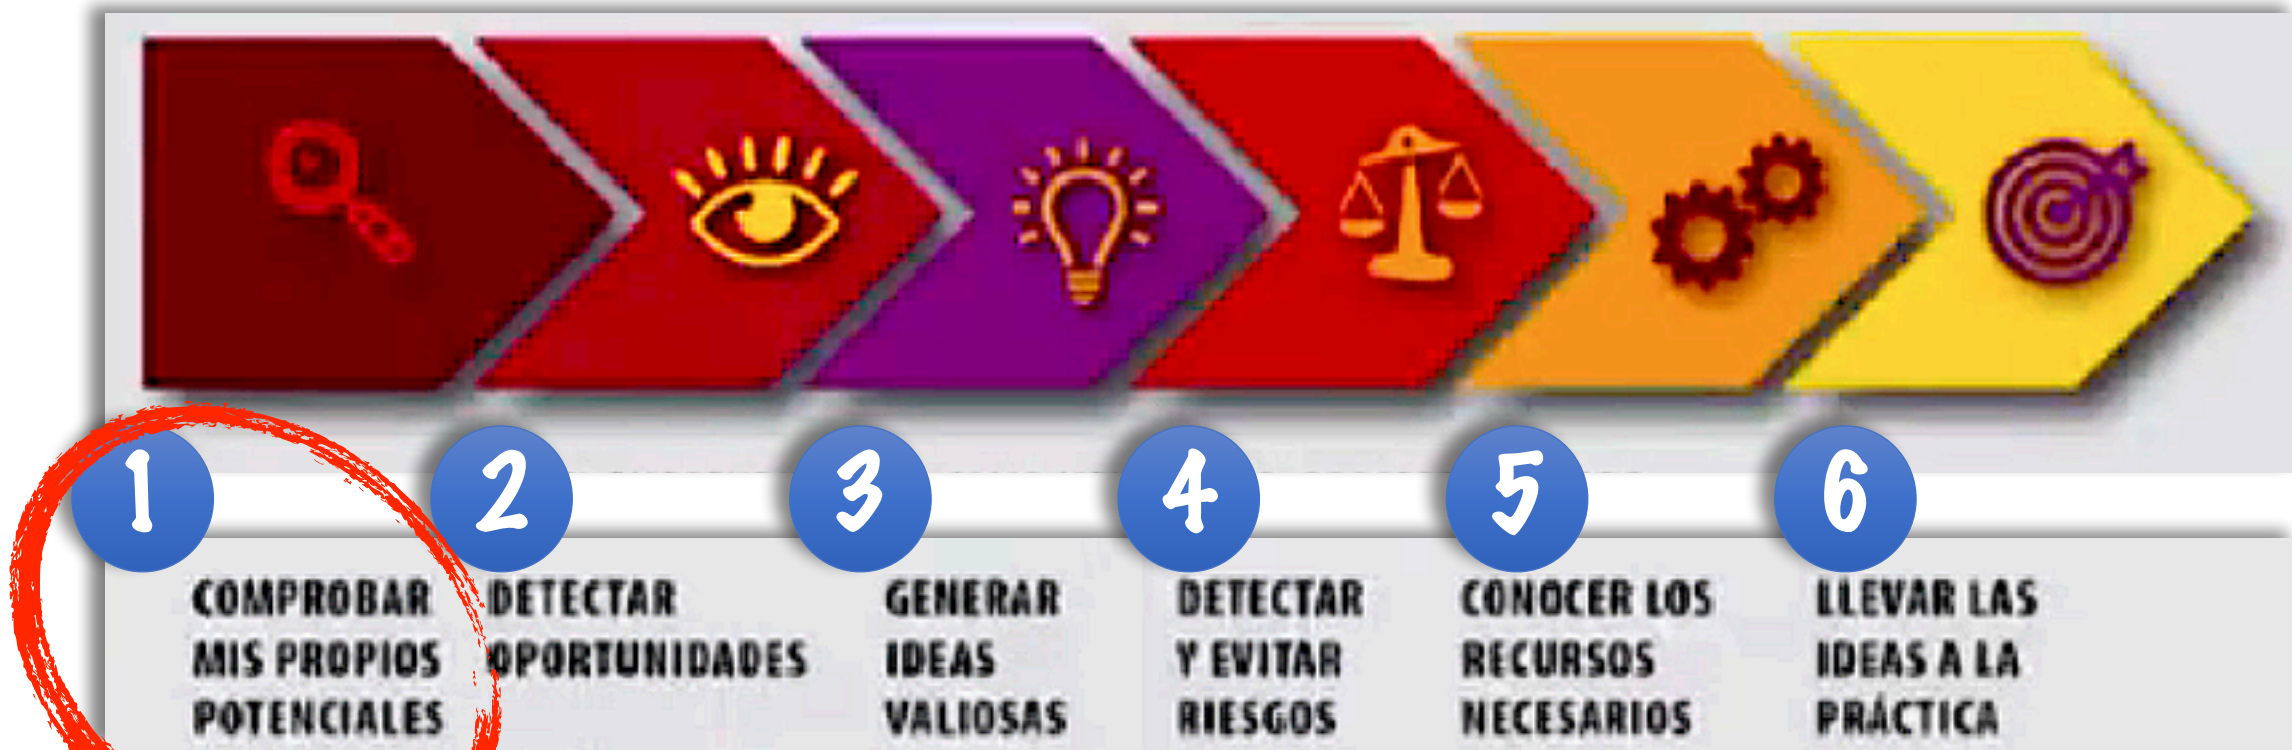 1 2 3 4 5 6
COMPROBAR
MIS PROPIOS
POTENCIALES
DETECTAR
OPORTUNIDADES
GENERAR
IDEAS
VALIOSAS
DETECTAR
Y EVITAR
RIESGOS
CONOCER LOS
RECURSOS
NECESARIOS
LLEVAR LAS
IDEAS A LA
PRÁCTICA